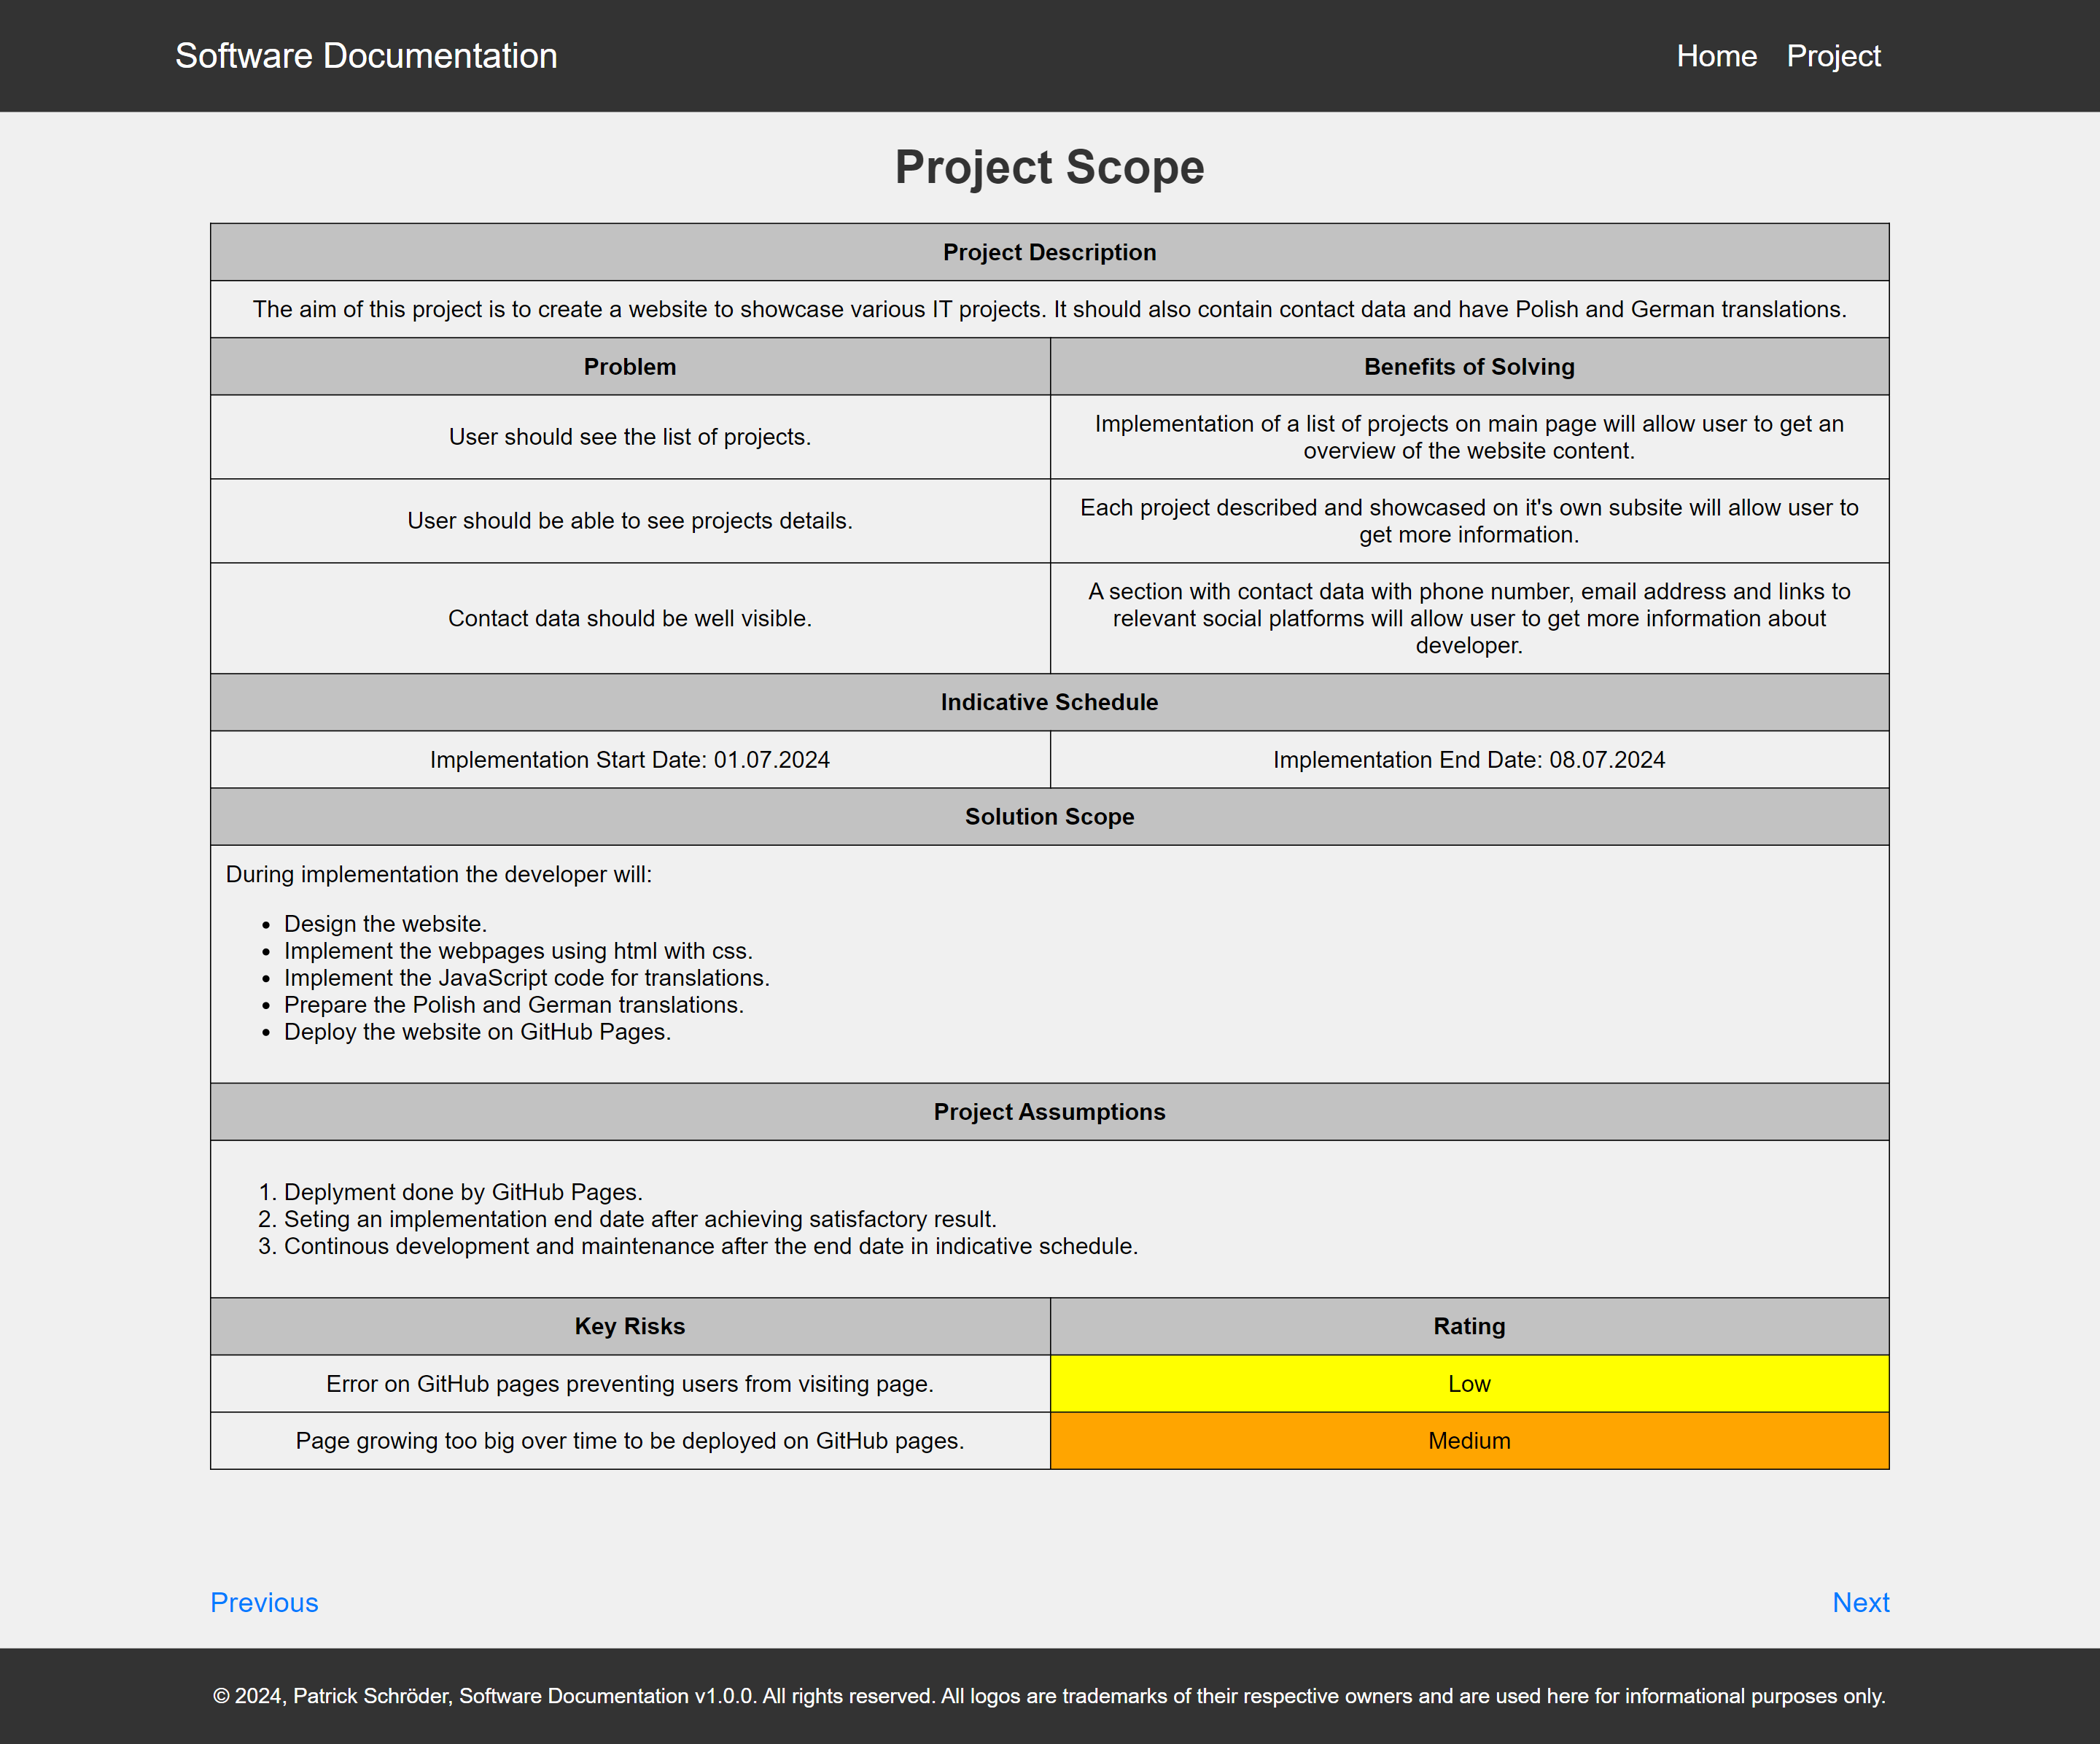 Software Documentation
Home Project
Project Scope
Project Description
The aim of this project is to create a website to showcase various IT projects. It should also contain contact data and have Polish and German translations.
Problem
Benefits of Solving
User should see the list of projects.
Implementation of a list of projects on main page will allow user to get an
overview of the website content.
User should be able to see projects details.
Each project described and showcased on it's own subsite will allow user to
get more information.
Contact data should be well visible.
A section with contact data with phone number, email address and links to
relevant social platforms will allow user to get more information about
developer.
Indicative Schedule
Implementation Start Date: 01.07.2024
Implementation End Date: 08.07.2024
Solution Scope
During implementation the developer will:
• Design the website.
• Implement the webpages using html with css.
• Implement the JavaScript code for translations.
• Prepare the Polish and German translations.
• Deploy the website on GitHub Pages.
Project Assumptions
1. Deplyment done by GitHub Pages.
2. Seting an implementation end date after achieving satisfactory result.
3. Continous development and maintenance after the end date in indicative schedule.
Key Risks
Rating
Error on GitHub pages preventing users from visiting page.
Low
Page growing too big over time to be deployed on GitHub pages.
Medium
Previous
Next
© 2024, Patrick Schröder, Software Documentation v1.0.0. All rights reserved. All logos are trademarks of their respective owners and are used here for informational purposes only.